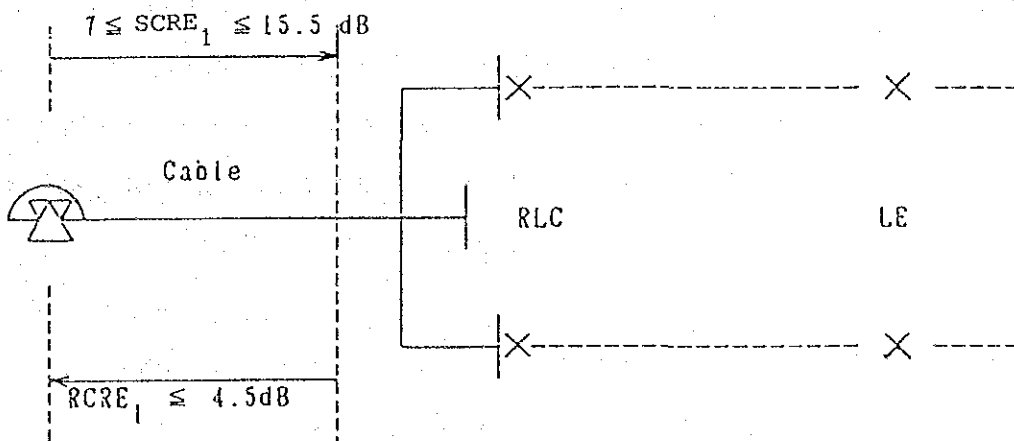 7 ≦ SCRE₁ ≦ 15.5 dB
Cable
RLC
LE
RCRE₁ ≦ 4.5dB